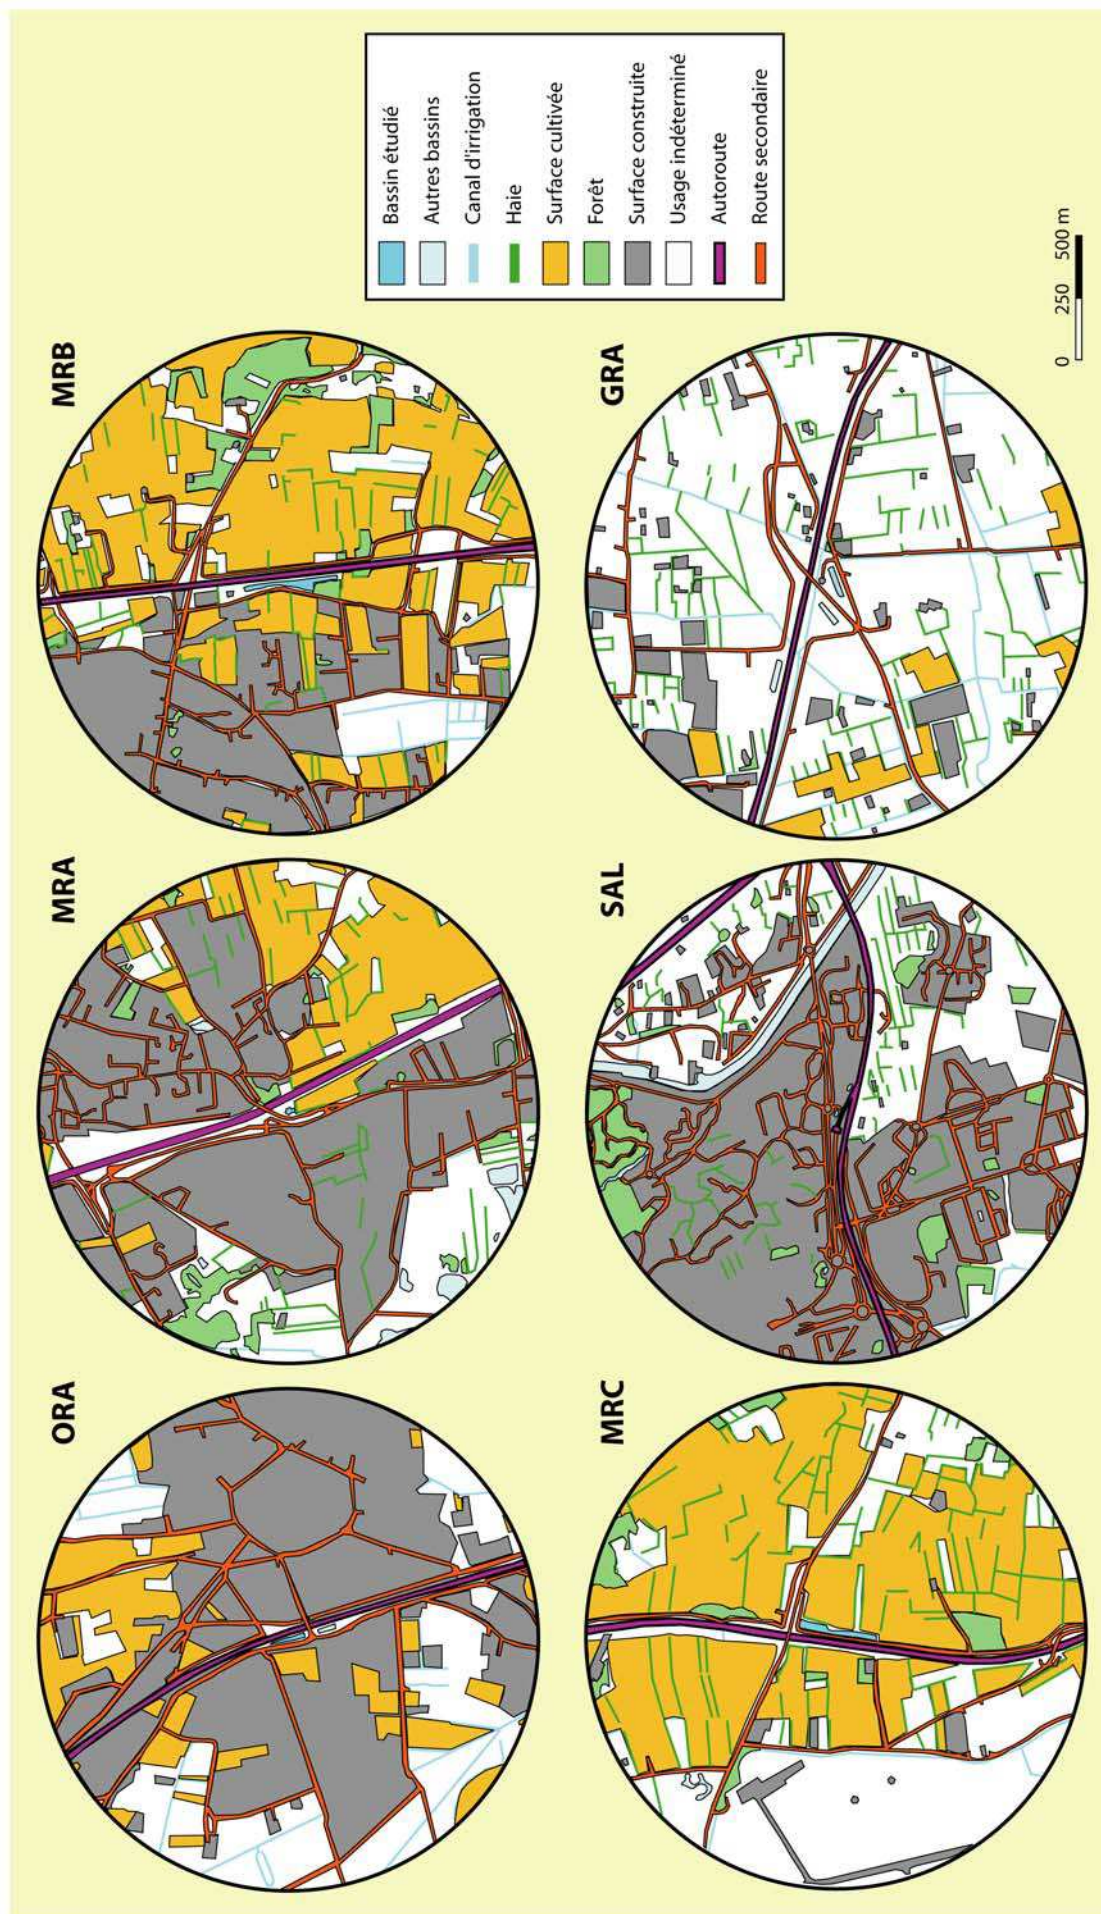 ORA
MRA
MRB
MRC
SAL
GRA
Bassin étudié
Autres bassins
Canal d'irrigation
Haie
Surface cultivée
Forêt
Surface construite
Usage indéterminé
Autoroute
Route secondaire
0 250 500 m